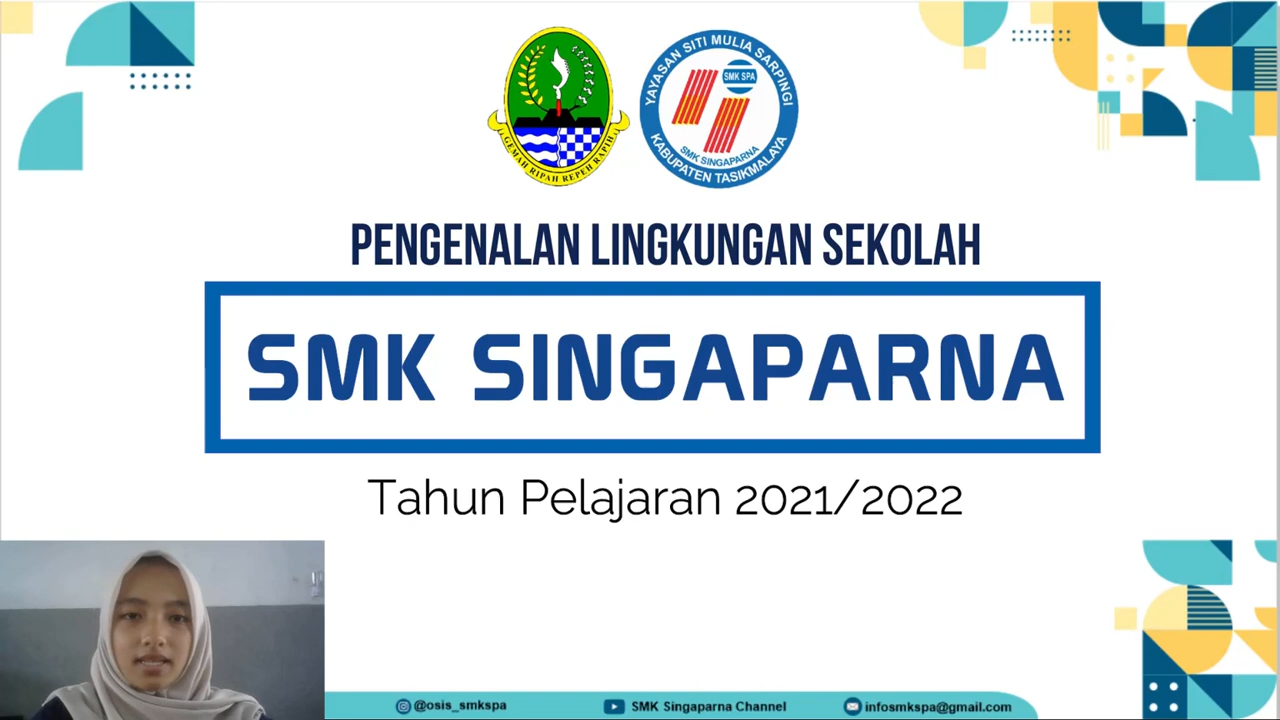 GEMAH RIPAH REPEH RAPIH
YAYASAN SITI MULIA SARPINGI
SMK SPA
SMK SINGAPARNA
KABUPATEN TASIKMALAYA
PENGENALAN LINGKUNGAN SEKOLAH
SMK SINGAPARNA
Tahun Pelajaran 2021/2022
@osis_smkspa
SMK Singaparna Channel
infosmkspa@gmail.com